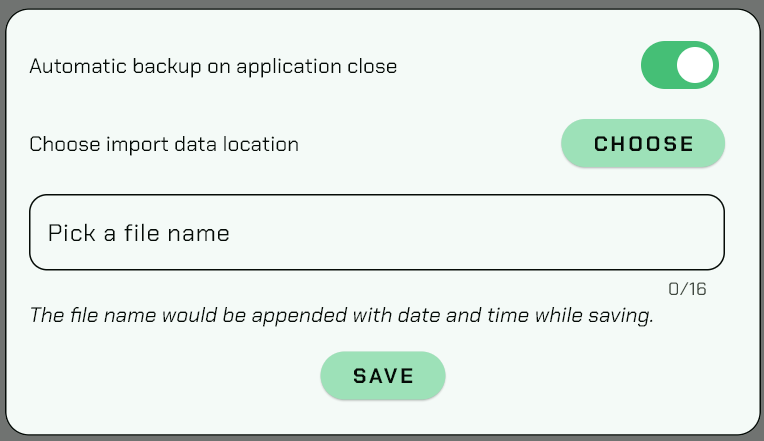 Automatic backup on application close
Choose import data location
CHOOSE
Pick a file name
0/16
The file name would be appended with date and time while saving.
SAVE